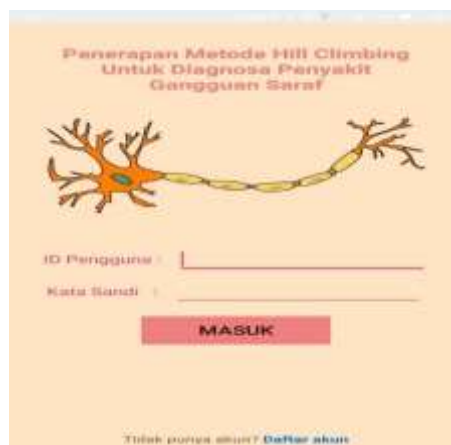 Penerapan Metode Hill Climbing
Untuk Diagnosa Penyakit
Gangguan Saraf
ID Pengguna :
Kata Sandi :
MASUK
Tidak punya akun? Daftar akun